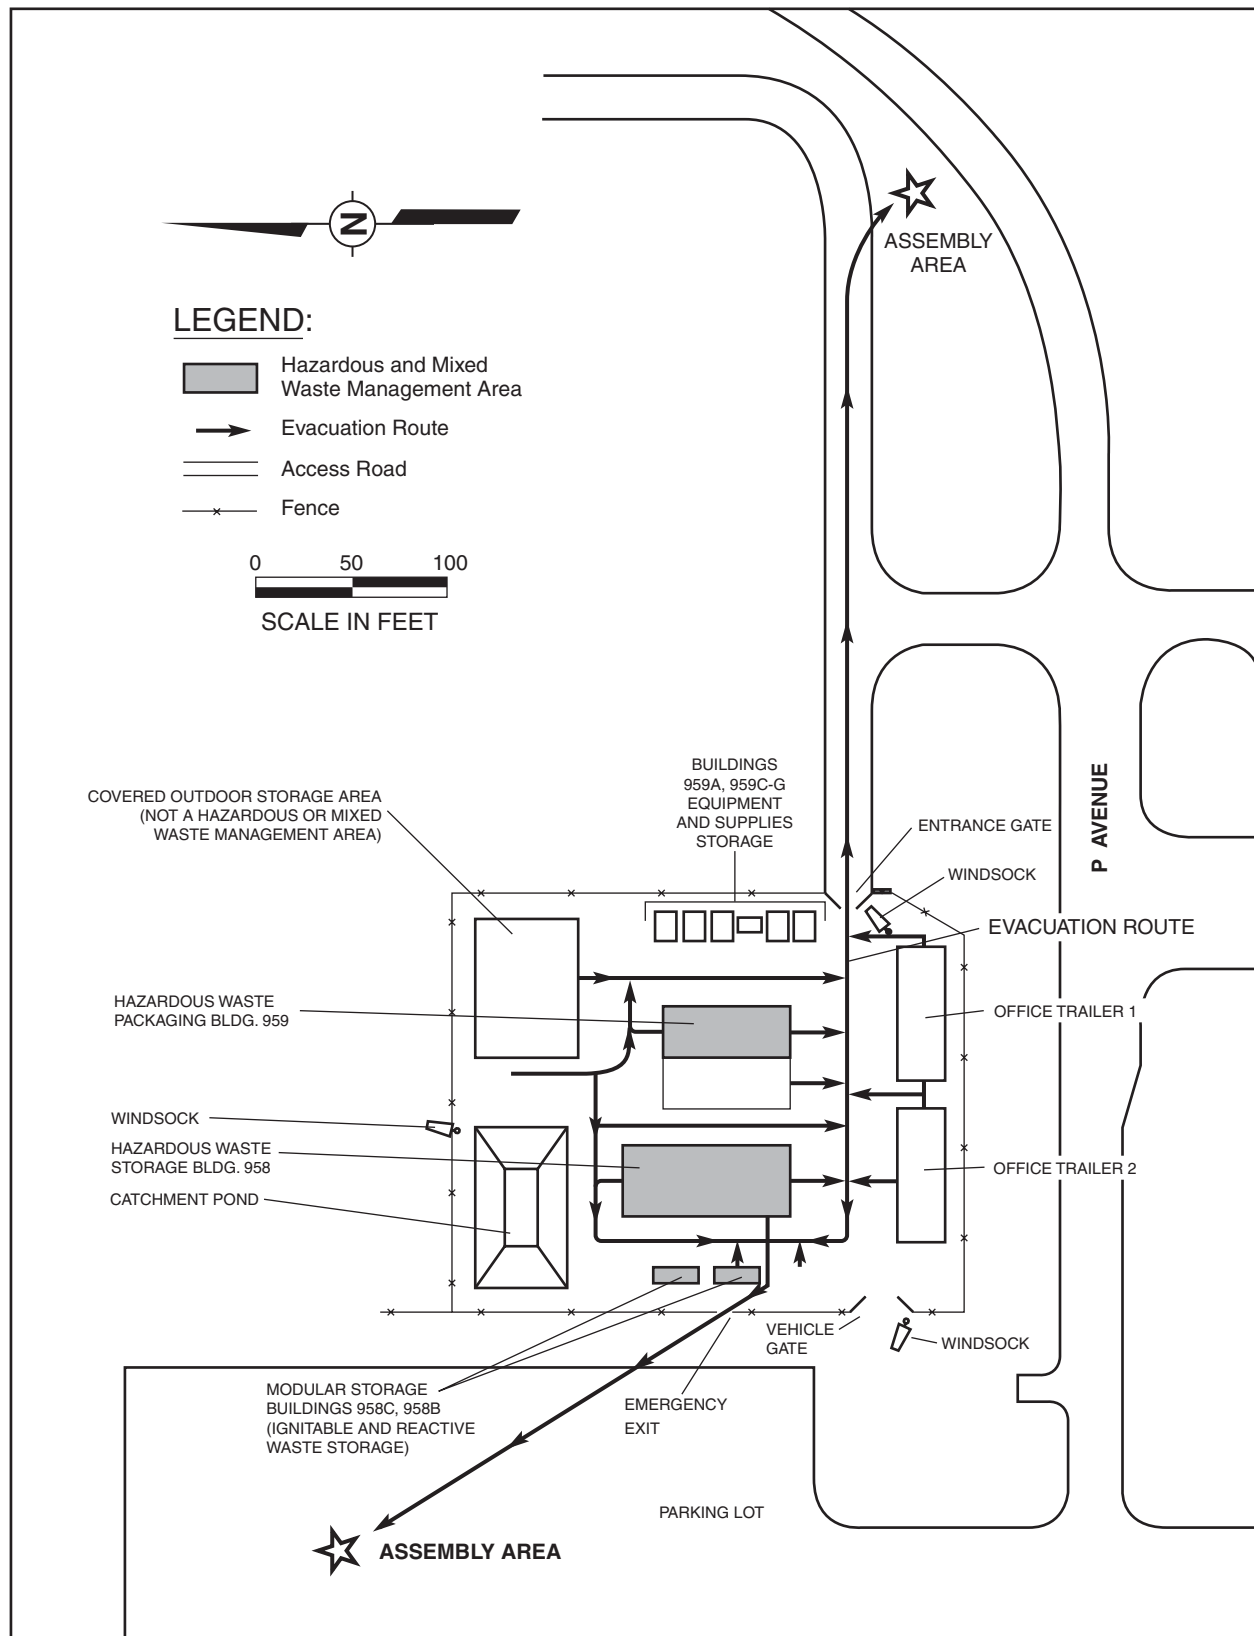 ASSEMBLY
AREA
N
LEGEND:
Hazardous and Mixed
Waste Management Area
Evacuation Route
Access Road
Fence
0 50 100
SCALE IN FEET
BUILDINGS
959A, 959C-G
EQUIPMENT
AND SUPPLIES
STORAGE
COVERED OUTDOOR STORAGE AREA
(NOT A HAZARDOUS OR MIXED
WASTE MANAGEMENT AREA)
P AVENUE
ENTRANCE GATE
WINDSOCK
EVACUATION ROUTE
HAZARDOUS WASTE
PACKAGING BLDG. 959
OFFICE TRAILER 1
WINDSOCK
HAZARDOUS WASTE
STORAGE BLDG. 958
CATCHMENT POND
OFFICE TRAILER 2
VEHICLE
GATE
WINDSOCK
MODULAR STORAGE
BUILDINGS 958C, 958B
(IGNITABLE AND REACTIVE
WASTE STORAGE)
EMERGENCY
EXIT
PARKING LOT
ASSEMBLY AREA